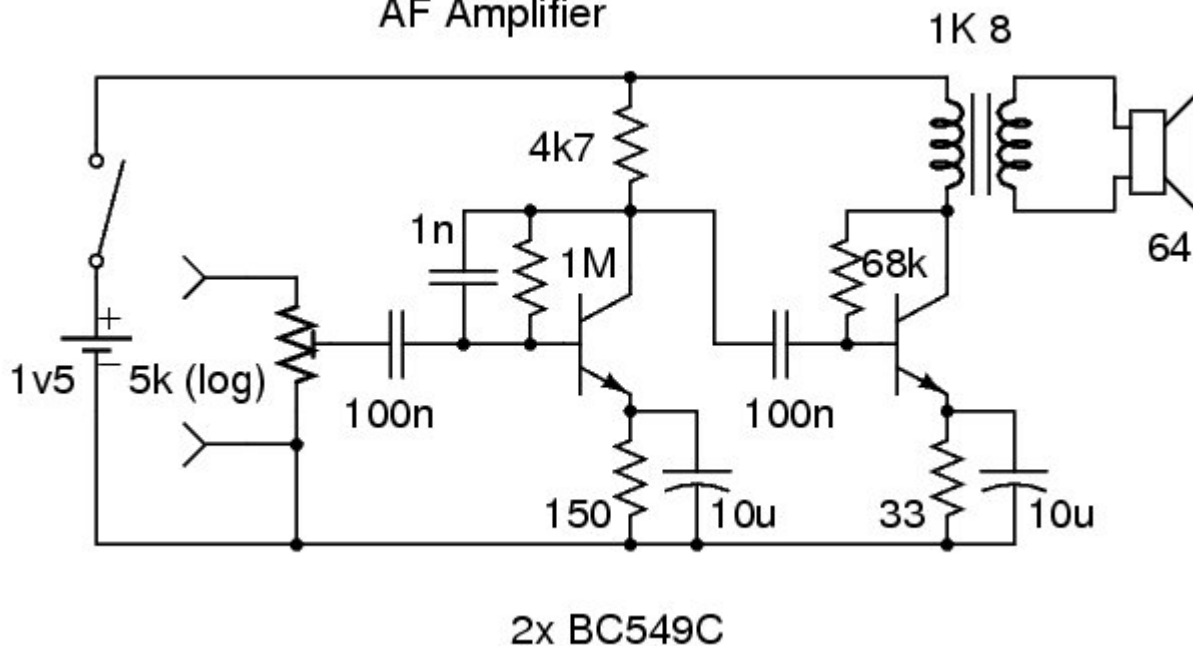 AF Amplifier
1K 8
4k7
1n
1M
68k
64
+
−
1v5
5k (log)
100n
100n
150
10u
33
10u
2x BC549C